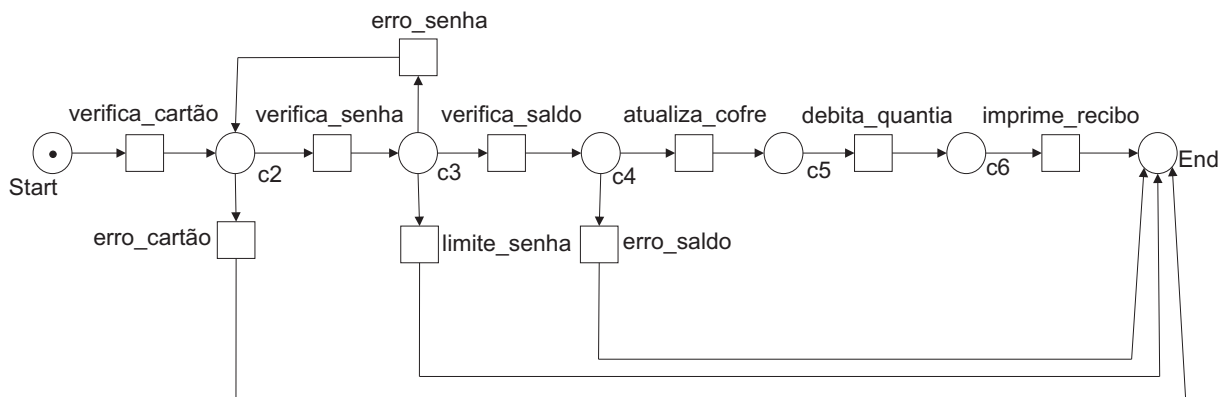 erro_senha
verifica_cartão
verifica_senha
verifica_saldo
atualiza_cofre
debita_quantia
imprime_recibo
Start
c2
c3
c4
c5
c6
End
erro_cartão
limite_senha
erro_saldo